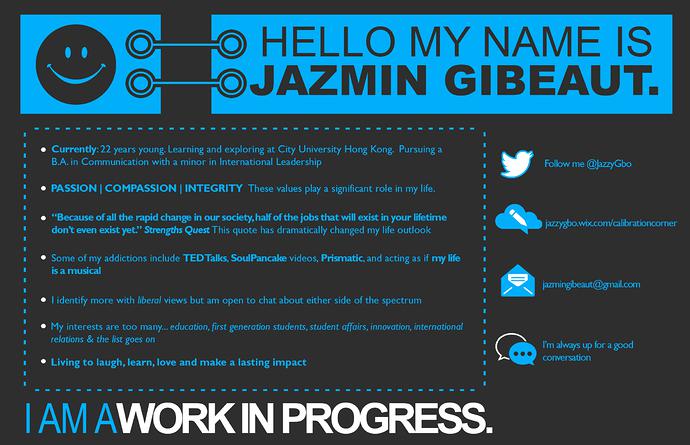 HELLO MY NAME IS
JAZMIN GIBEAUT.
Currently: 22 years young. Learning and exploring at City University Hong Kong. Pursuing a
B.A. in Communication with a minor in International Leadership
PASSION | COMPASSION | INTEGRITY These values play a significant role in my life.
“Because of all the rapid change in our society, half of the jobs that will exist in your lifetime
don't even exist yet.” Strengths Quest This quote has dramatically changed my life outlook
Some of my addictions include TED Talks, SoulPancake videos, Prismatic, and acting as if my life
is a musical
I identify more with liberal views but am open to chat about either side of the spectrum
My interests are too many... education, first generation students, student affairs, innovation, international
relations & the list goes on
Living to laugh, learn, love and make a lasting impact
Follow me @JazzyGbo
jazzygbo.wix.com/calibrationcorner
jazmingibeaut@gmail.com
I'm always up for a good
conversation
I AM A WORK IN PROGRESS.